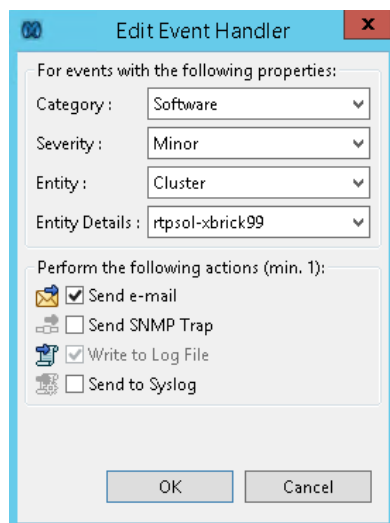 Edit Event Handler
x
For events with the following properties:
Category : Software
Severity : Minor
Entity : Cluster
Entity Details : rtpsol-xbrick99
Perform the following actions (min. 1):
Send e-mail
Send SNMP Trap
Write to Log File
Send to Syslog
OK Cancel